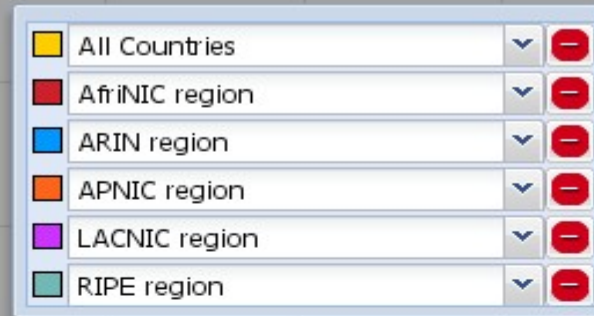 All Countries
AfriNIC region
ARIN region
APNIC region
LACNIC region
RIPE region